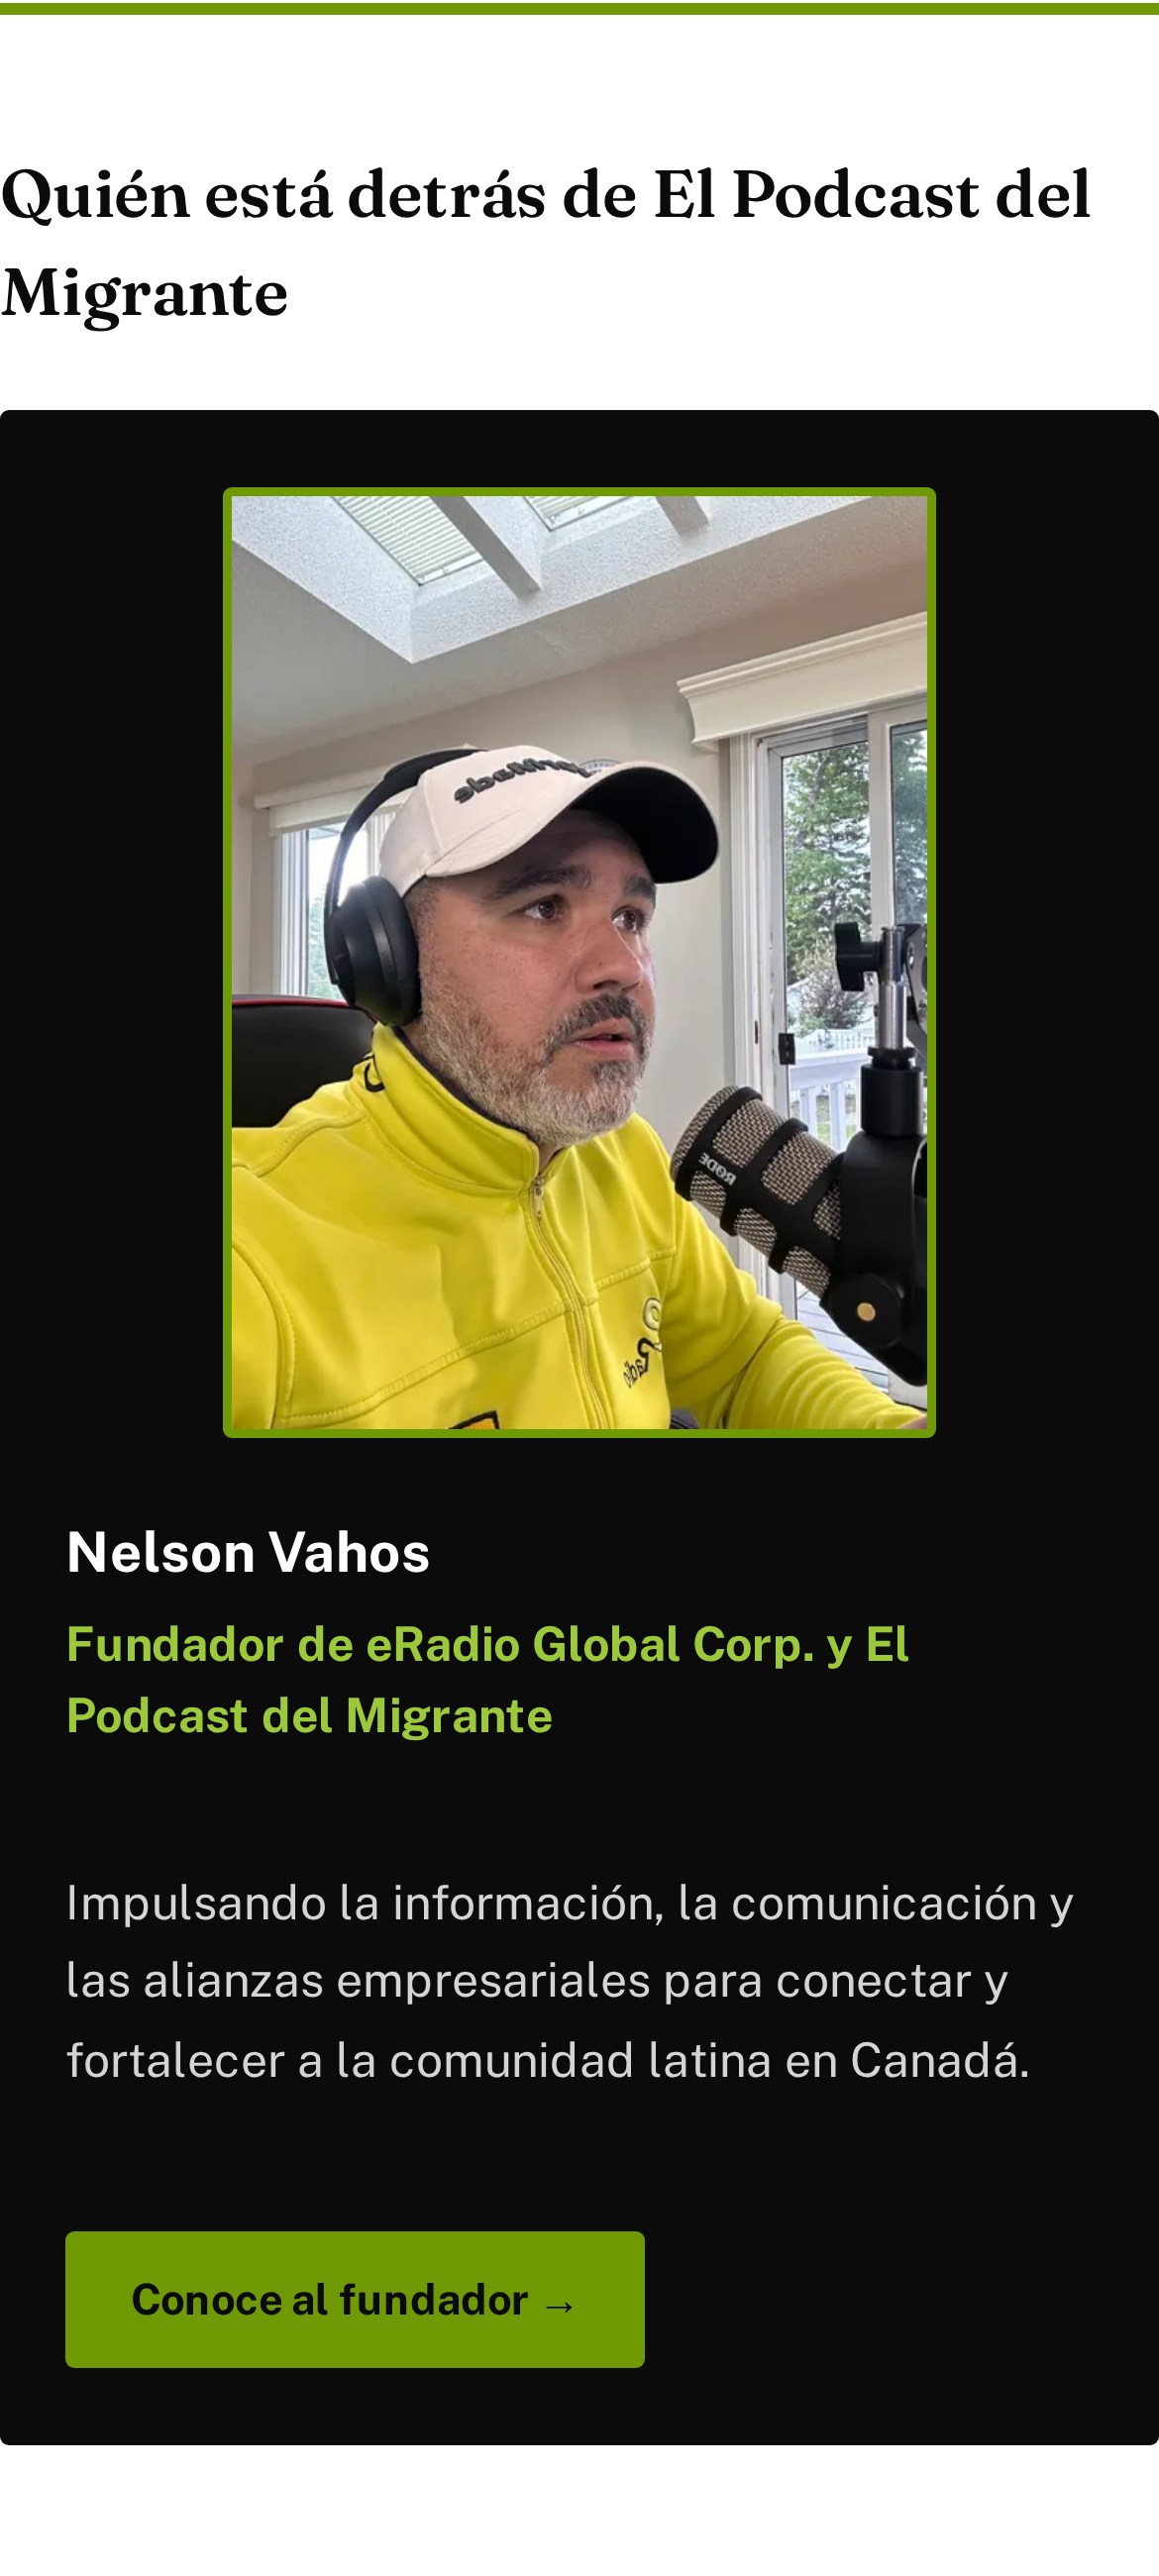 Quién está detrás de El Podcast del
Migrante
RØDE
Radio
Nelson Vahos
Fundador de eRadio Global Corp. y El
Podcast del Migrante
Impulsando la información, la comunicación y
las alianzas empresariales para conectar y
fortalecer a la comunidad latina en Canadá.
Conoce al fundador →